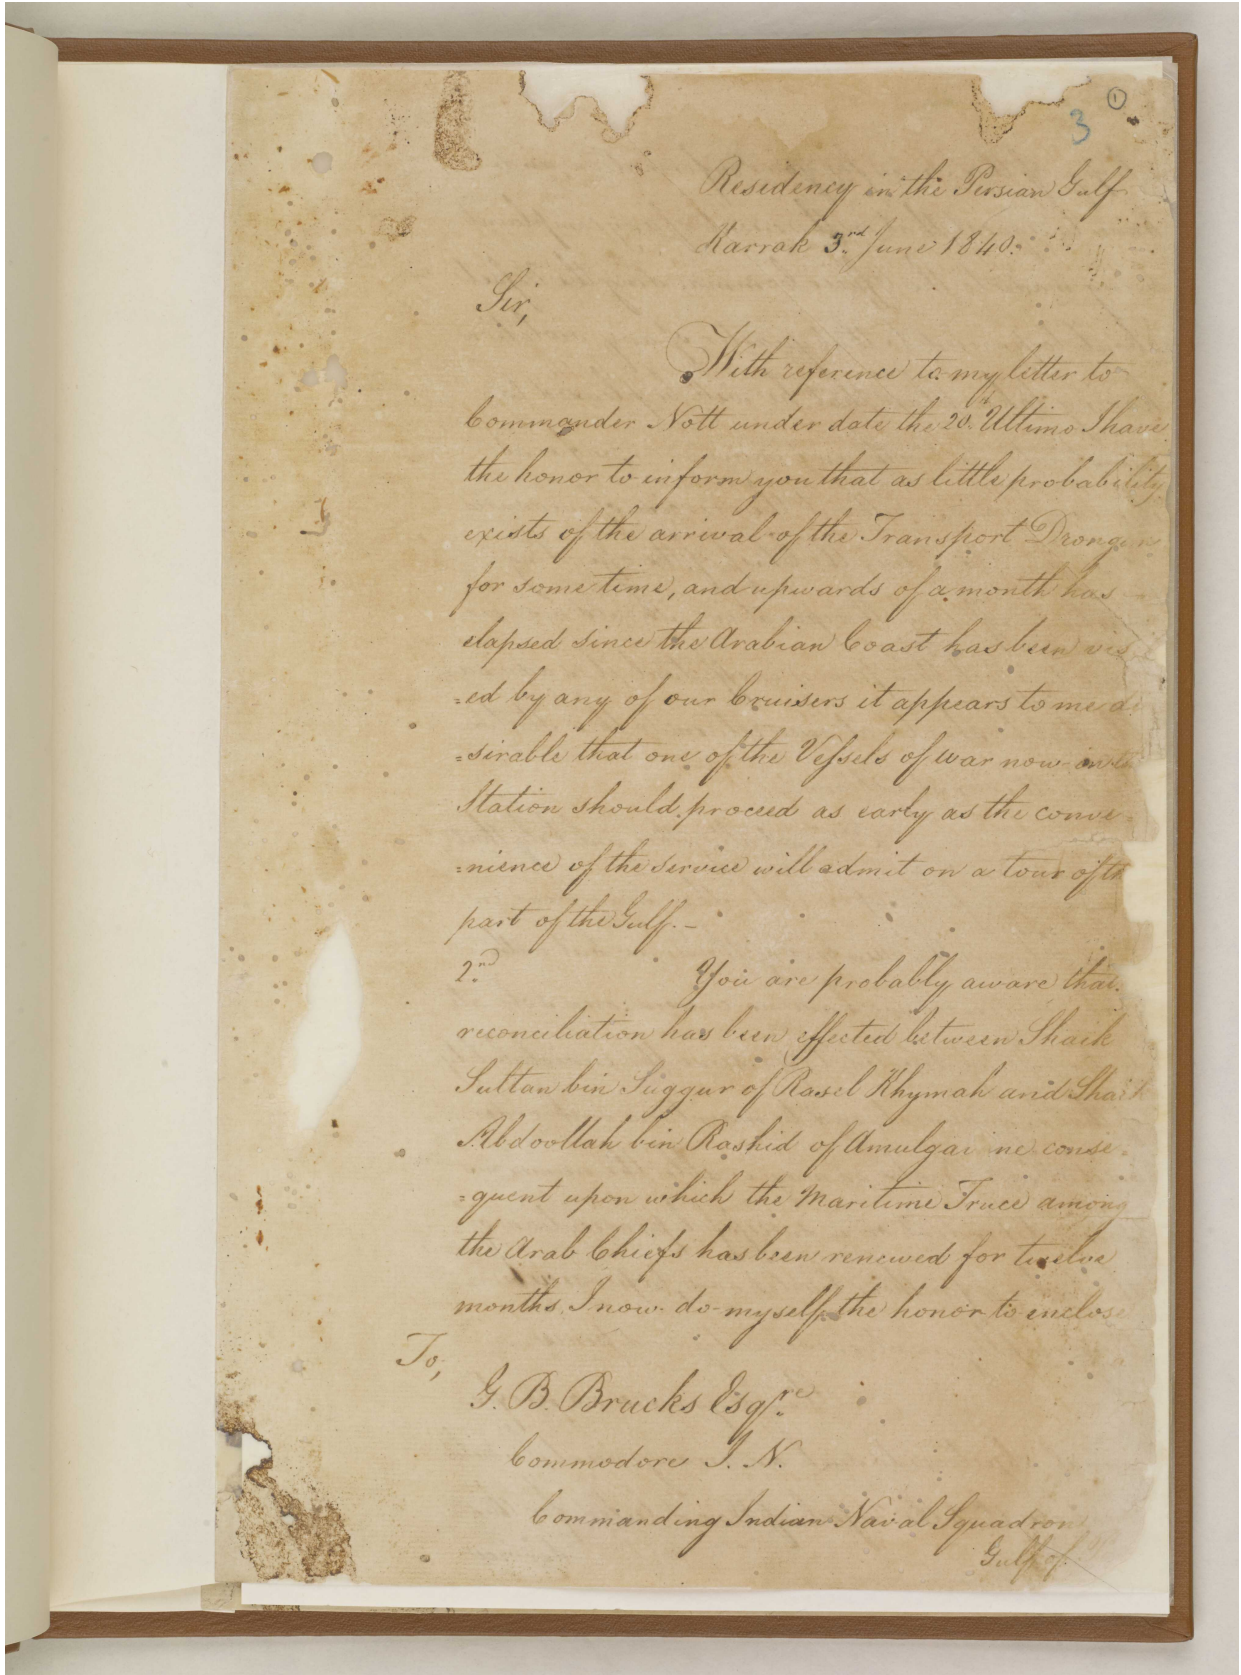 1
3
Residency in the Persian Gulf
Karrak 3rd June 1840.
Sir,
With reference to my letter to
Commander Nott under date the 20th Ultimo I have
the honor to inform you that as little probability
exists of the arrival of the Transport
for some time, and upwards of a month has
elapsed since the Arabian Coast has been vis
=ed by any of our Cruisers it appears to me de
=sirable that one of the Vessels of war now on
Station should proceed as early as the conve=
=nience of the service will admit on a tour of
part of the Gulf.-
2nd You are probably aware that
reconciliation has been effected between Shaik
Sultan bin Suggur of Rasel Khymah and Shaik
Abdoollah bin Rashid of Amulgaine conse=
=quent upon which the Maritime Truce among
the Arab Chiefs has been renewed for twelve
months. I now do myself the honor to enclose
To,
G. B. Brucks Esqre.
Commodore I. N.
Commanding Indian Naval Squadron
Gulf of